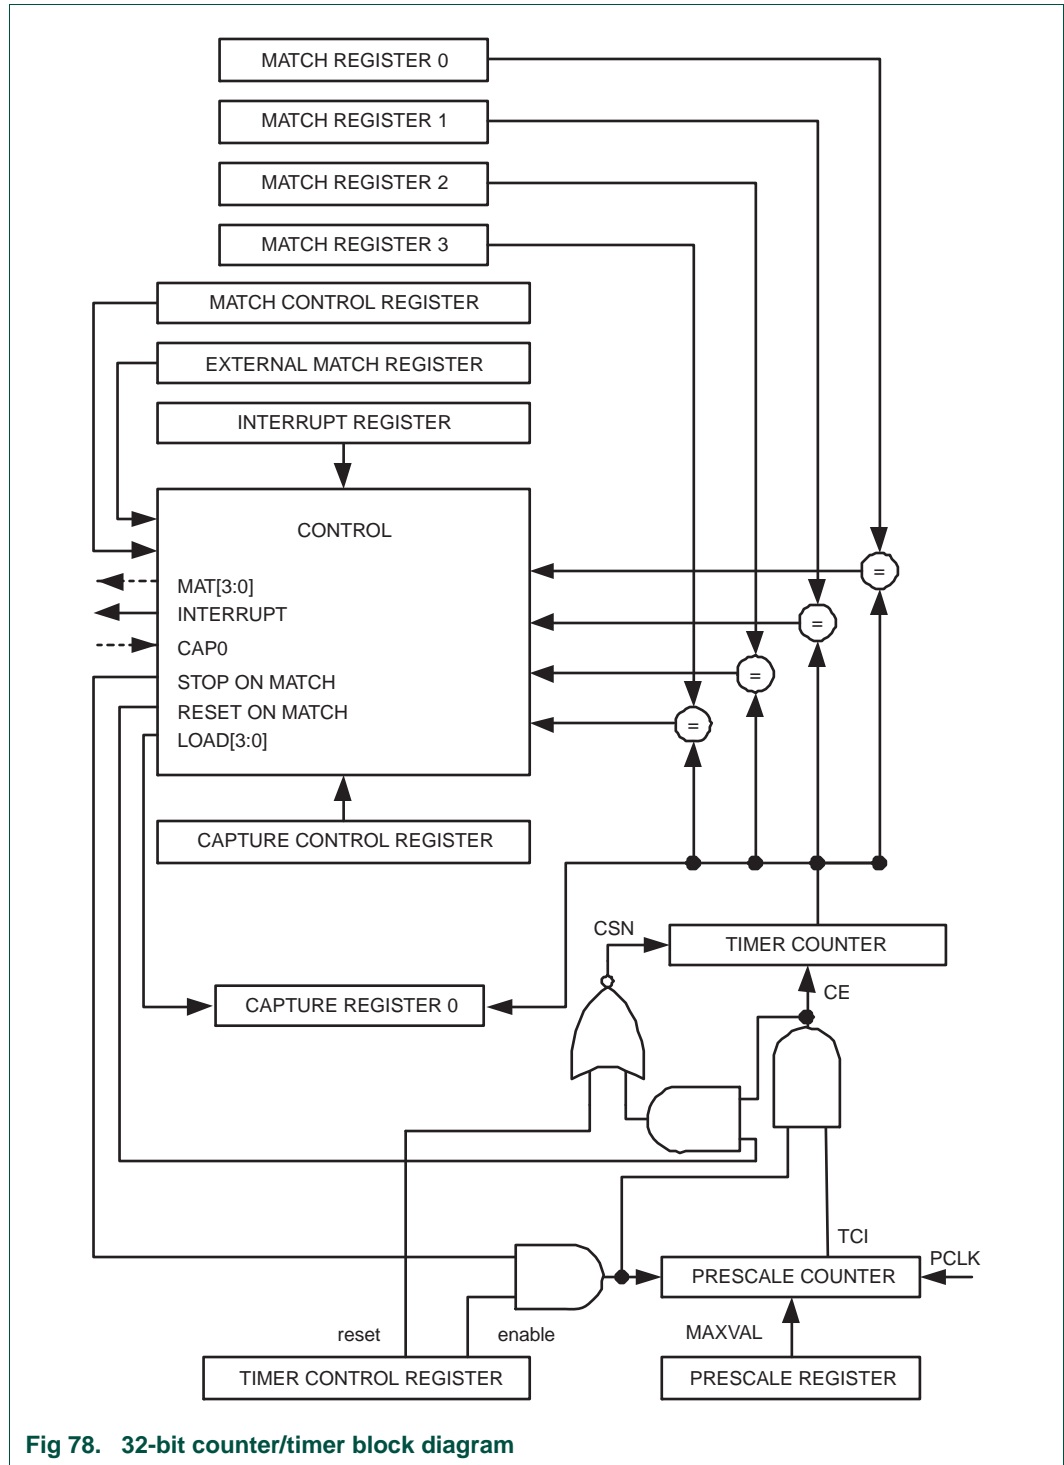 MATCH REGISTER 0
MATCH REGISTER 1
MATCH REGISTER 2
MATCH REGISTER 3
MATCH CONTROL REGISTER
EXTERNAL MATCH REGISTER
INTERRUPT REGISTER
CONTROL
MAT[3:0]
INTERRUPT
CAP0
STOP ON MATCH
RESET ON MATCH
LOAD[3:0]
=
=
=
=
CAPTURE CONTROL REGISTER
CSN
TIMER COUNTER
CE
CAPTURE REGISTER 0
TCI
PCLK
PRESCALE COUNTER
reset
enable
MAXVAL
TIMER CONTROL REGISTER
PRESCALE REGISTER
Fig 78. 32-bit counter/timer block diagram